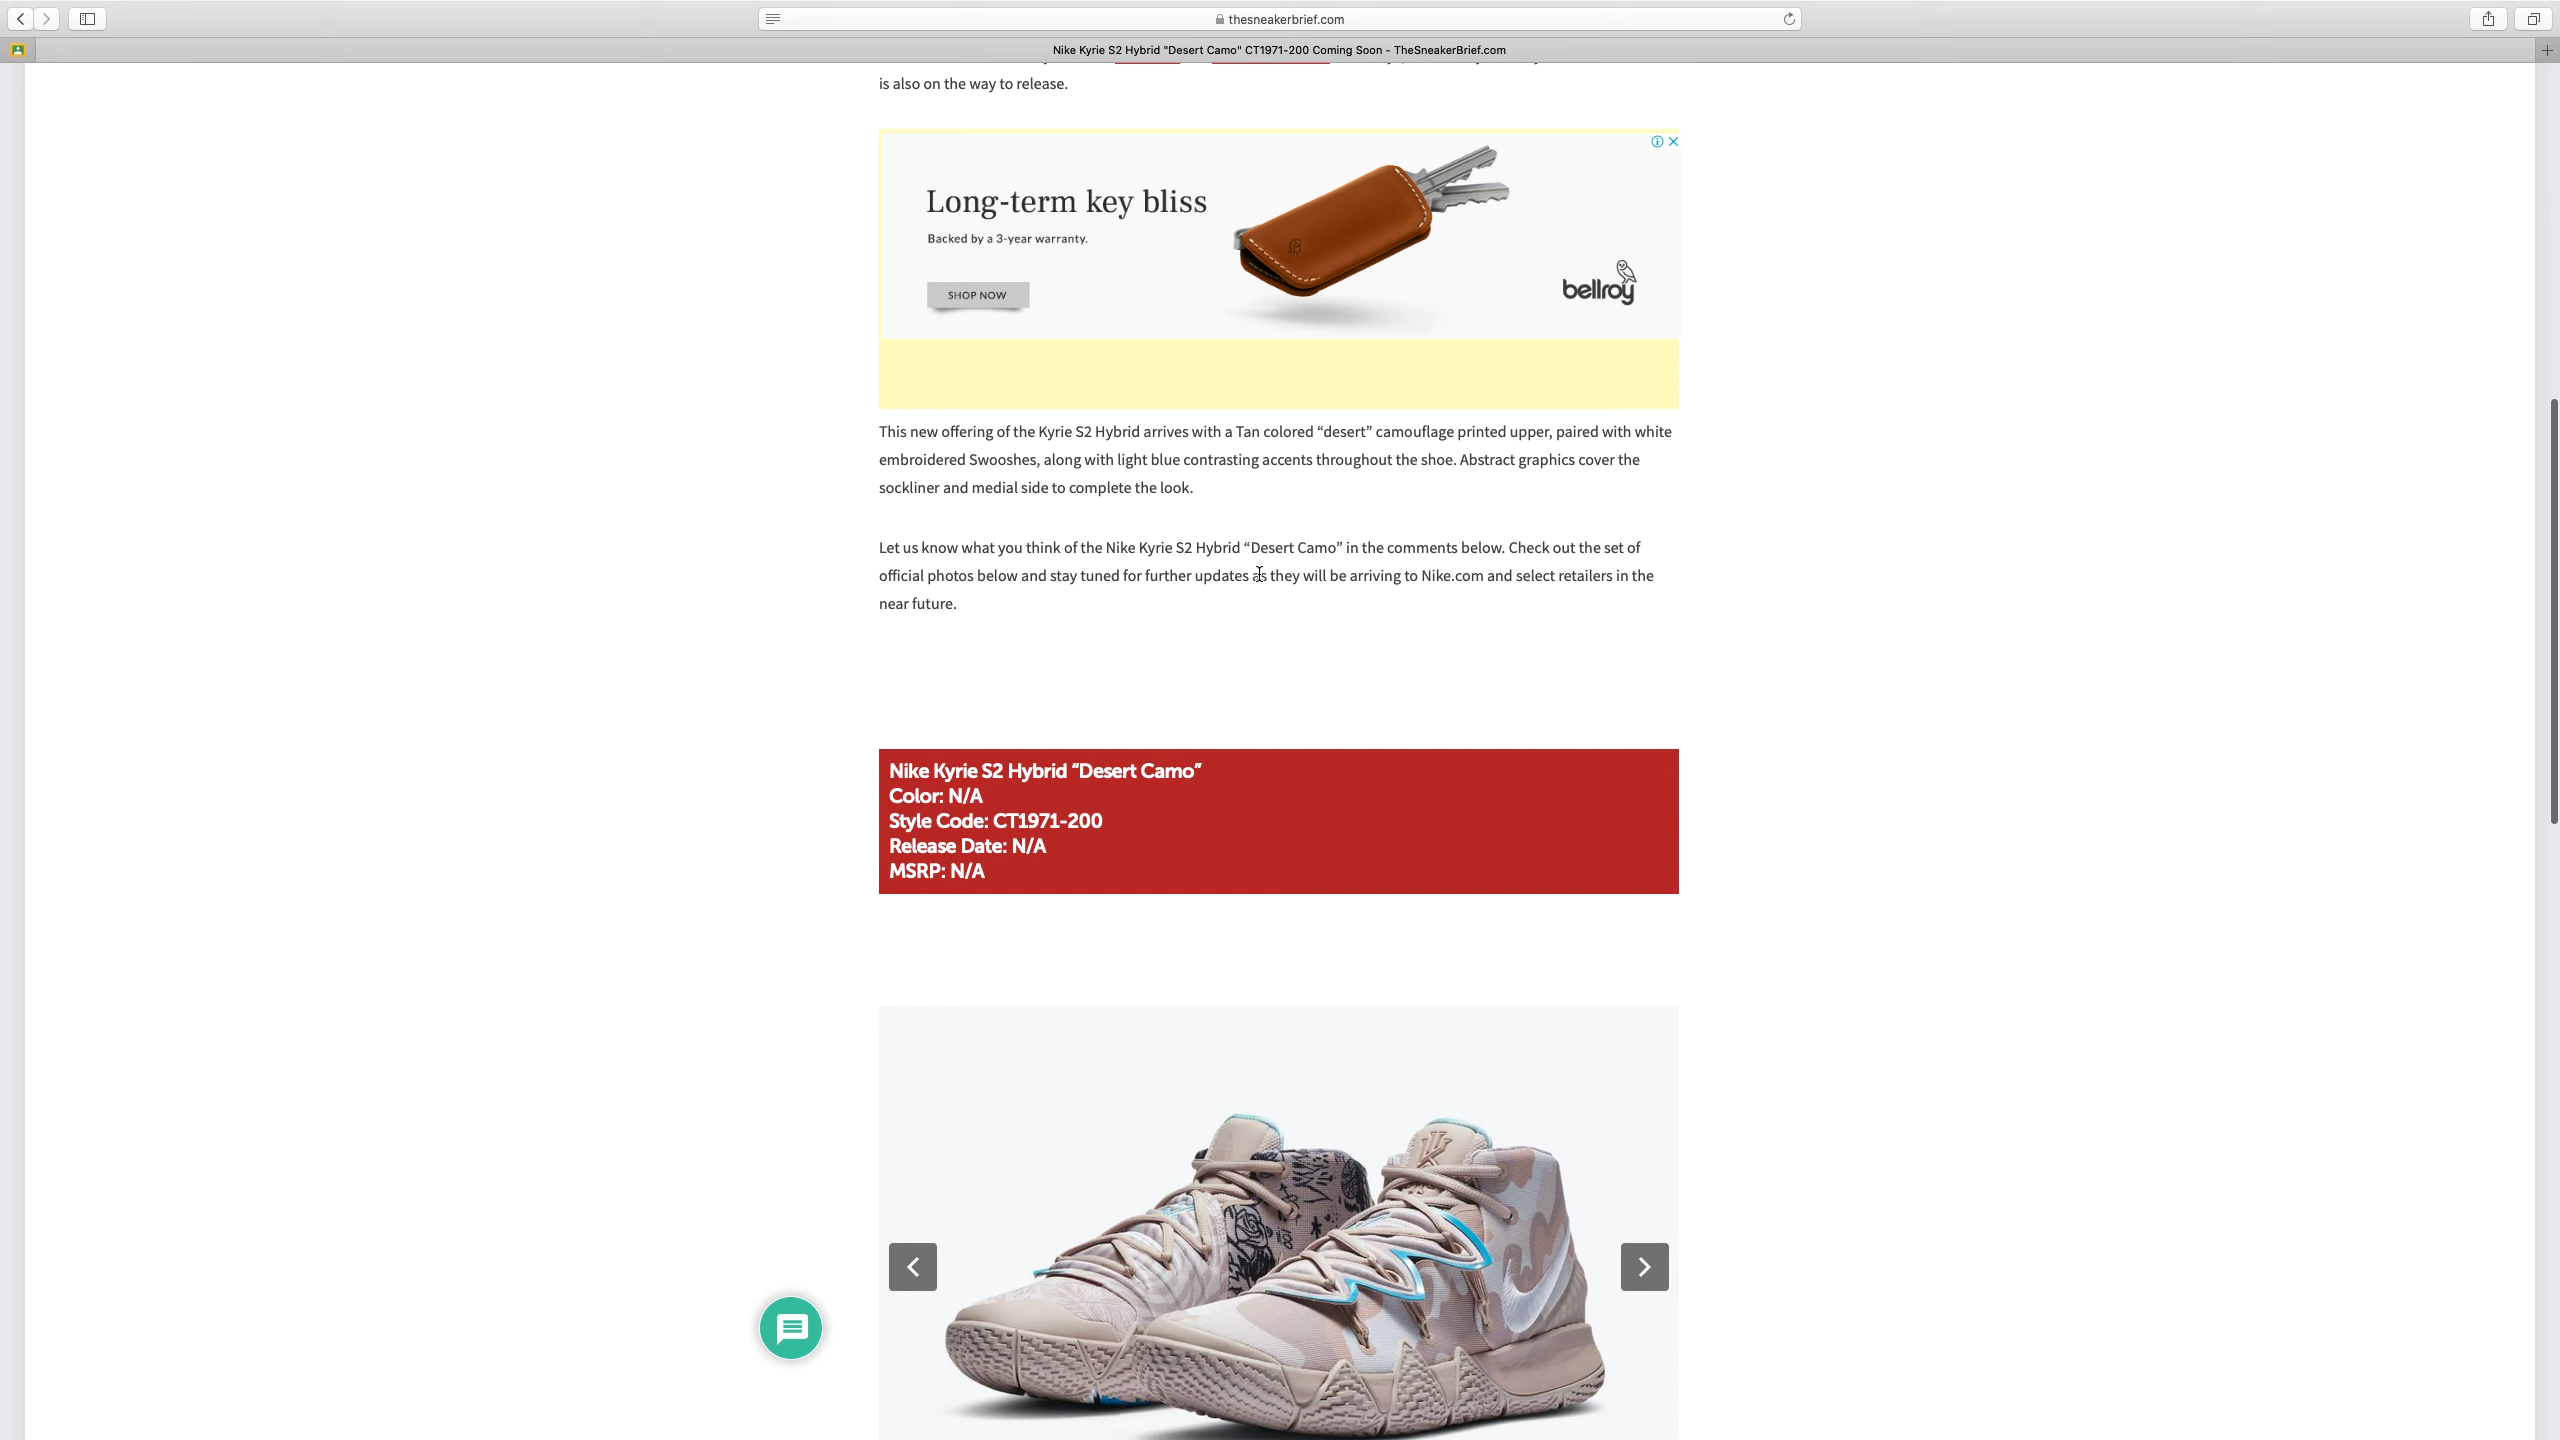 thesneakerbrief.com
Nike Kyrie S2 Hybrid "Desert Camo" CT1971-200 Coming Soon - TheSneakerBrief.com
is also on the way to release.
Long-term key bliss
Backed by a 3-year warranty.
SHOP NOW
bellroy
This new offering of the Kyrie S2 Hybrid arrives with a Tan colored “desert” camouflage printed upper, paired with white
embroidered Swooshes, along with light blue contrasting accents throughout the shoe. Abstract graphics cover the
sockliner and medial side to complete the look.
Let us know what you think of the Nike Kyrie S2 Hybrid “Desert Camo” in the comments below. Check out the set of
official photos below and stay tuned for further updates as they will be arriving to Nike.com and select retailers in the
near future.
Nike Kyrie S2 Hybrid “Desert Camo”
Color: N/A
Style Code: CT1971-200
Release Date: N/A
MSRP: N/A